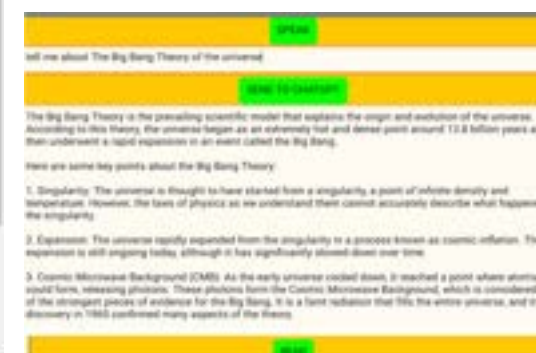 SPEAK
tell me about The Big Bang Theory of the universe
SEND TO CHATGPT
The Big Bang Theory is the prevailing scientific model that explains the origin and evolution of the universe.
According to this theory, the universe began as an extremely hot and dense point around 13.8 billion years a
then underwent a rapid expansion in an event called the Big Bang.
Here are some key points about the Big Bang Theory:
1. Singularity: The universe is thought to have started from a singularity, a point of infinite density and
temperature. However, the laws of physics as we understand them cannot accurately describe what happene
the singularity.
2. Expansion: The universe rapidly expanded from the singularity in a process known as cosmic inflation. Th
expansion is still ongoing today, although it has significantly slowed down over time.
3. Cosmic Microwave Background (CMB): As the early universe cooled down, it reached a point where atoms
could form, releasing photons. These photons form the Cosmic Microwave Background, which is considered
of the strongest pieces of evidence for the Big Bang. It is a faint radiation that fills the entire universe, and it
discovery in 1965 confirmed many aspects of the theory.
READ